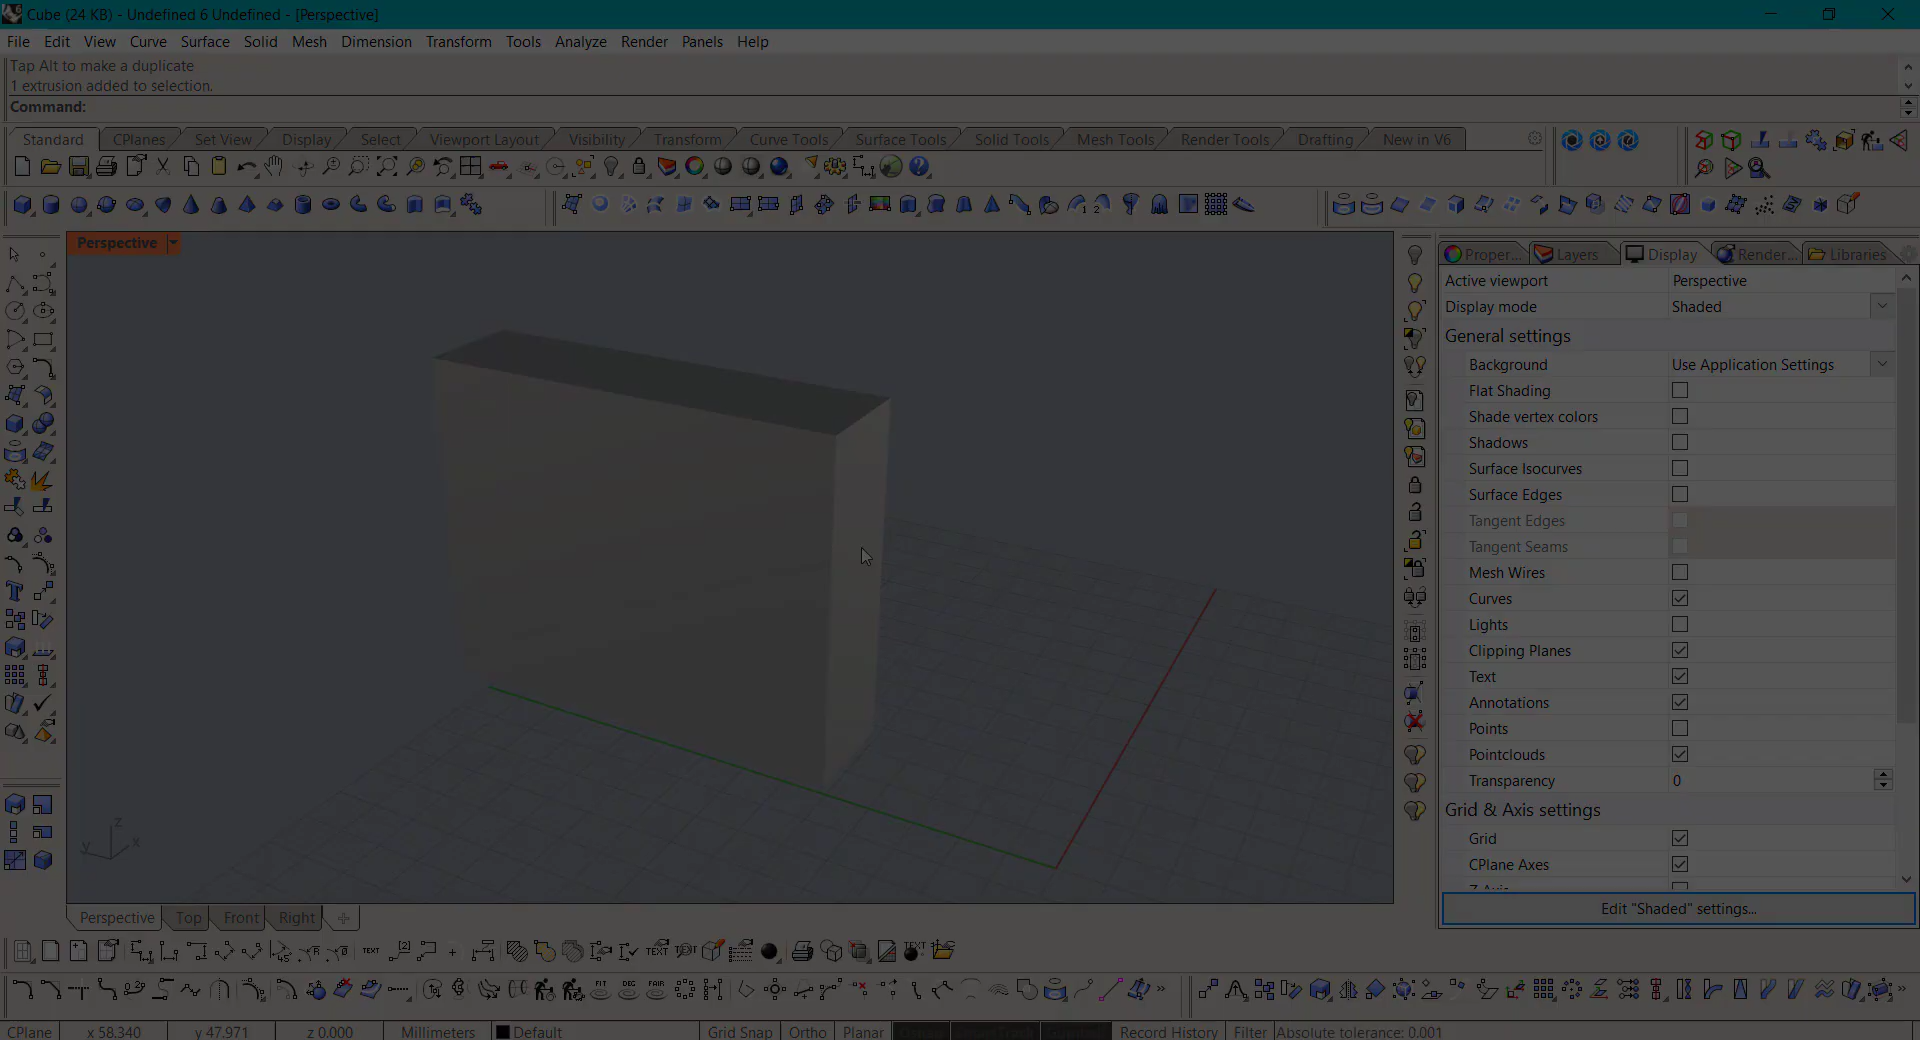 Cube (24 KB) - Undefined 6 Undefined - [Perspective]
File Edit View Curve Surface Solid Mesh Dimension Transform Tools Analyze Render Panels Help
Tap Alt to make a duplicate
1 extrusion added to selection.
Command:
Standard CPlanes Set View Display Select Viewport Layout Visibility Transform Curve Tools Surface Tools Solid Tools Mesh Tools Render Tools Drafting New in V6
Perspective
Proper... Layers Display Render... Libraries
Active viewport Perspective
Display mode Shaded
General settings
Background Use Application Settings
Flat Shading
Shade vertex colors
Shadows
Surface Isocurves
Surface Edges
Tangent Edges
Tangent Seams
Mesh Wires
Curves
Lights
Clipping Planes
Text
Annotations
Points
Pointclouds
Transparency 0
Grid & Axis settings
Grid
CPlane Axes
Z Axis
Edit "Shaded" settings...
z
y x
Perspective Top Front Right
CPlane x 58.340 y 47.971 z 0.000 Millimeters Default Grid Snap Ortho Planar Record History Filter Absolute tolerance: 0.001